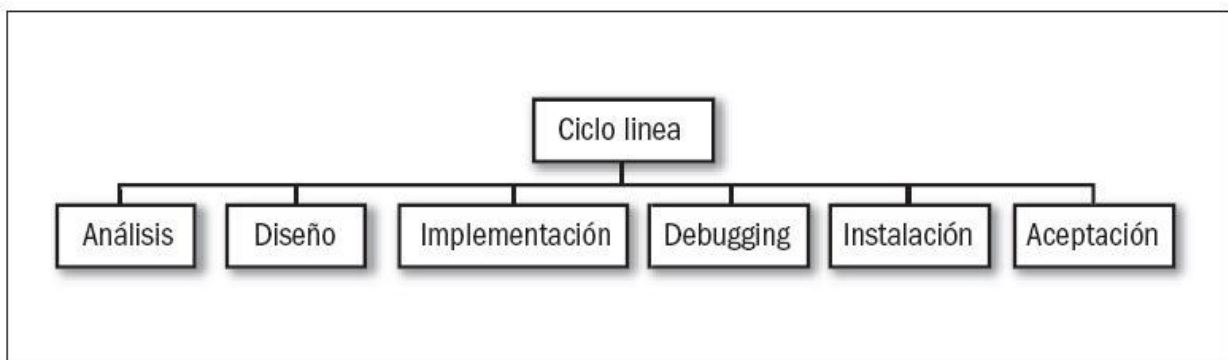 Ciclo linea
Análisis Diseño Implementación Debugging Instalación Aceptación